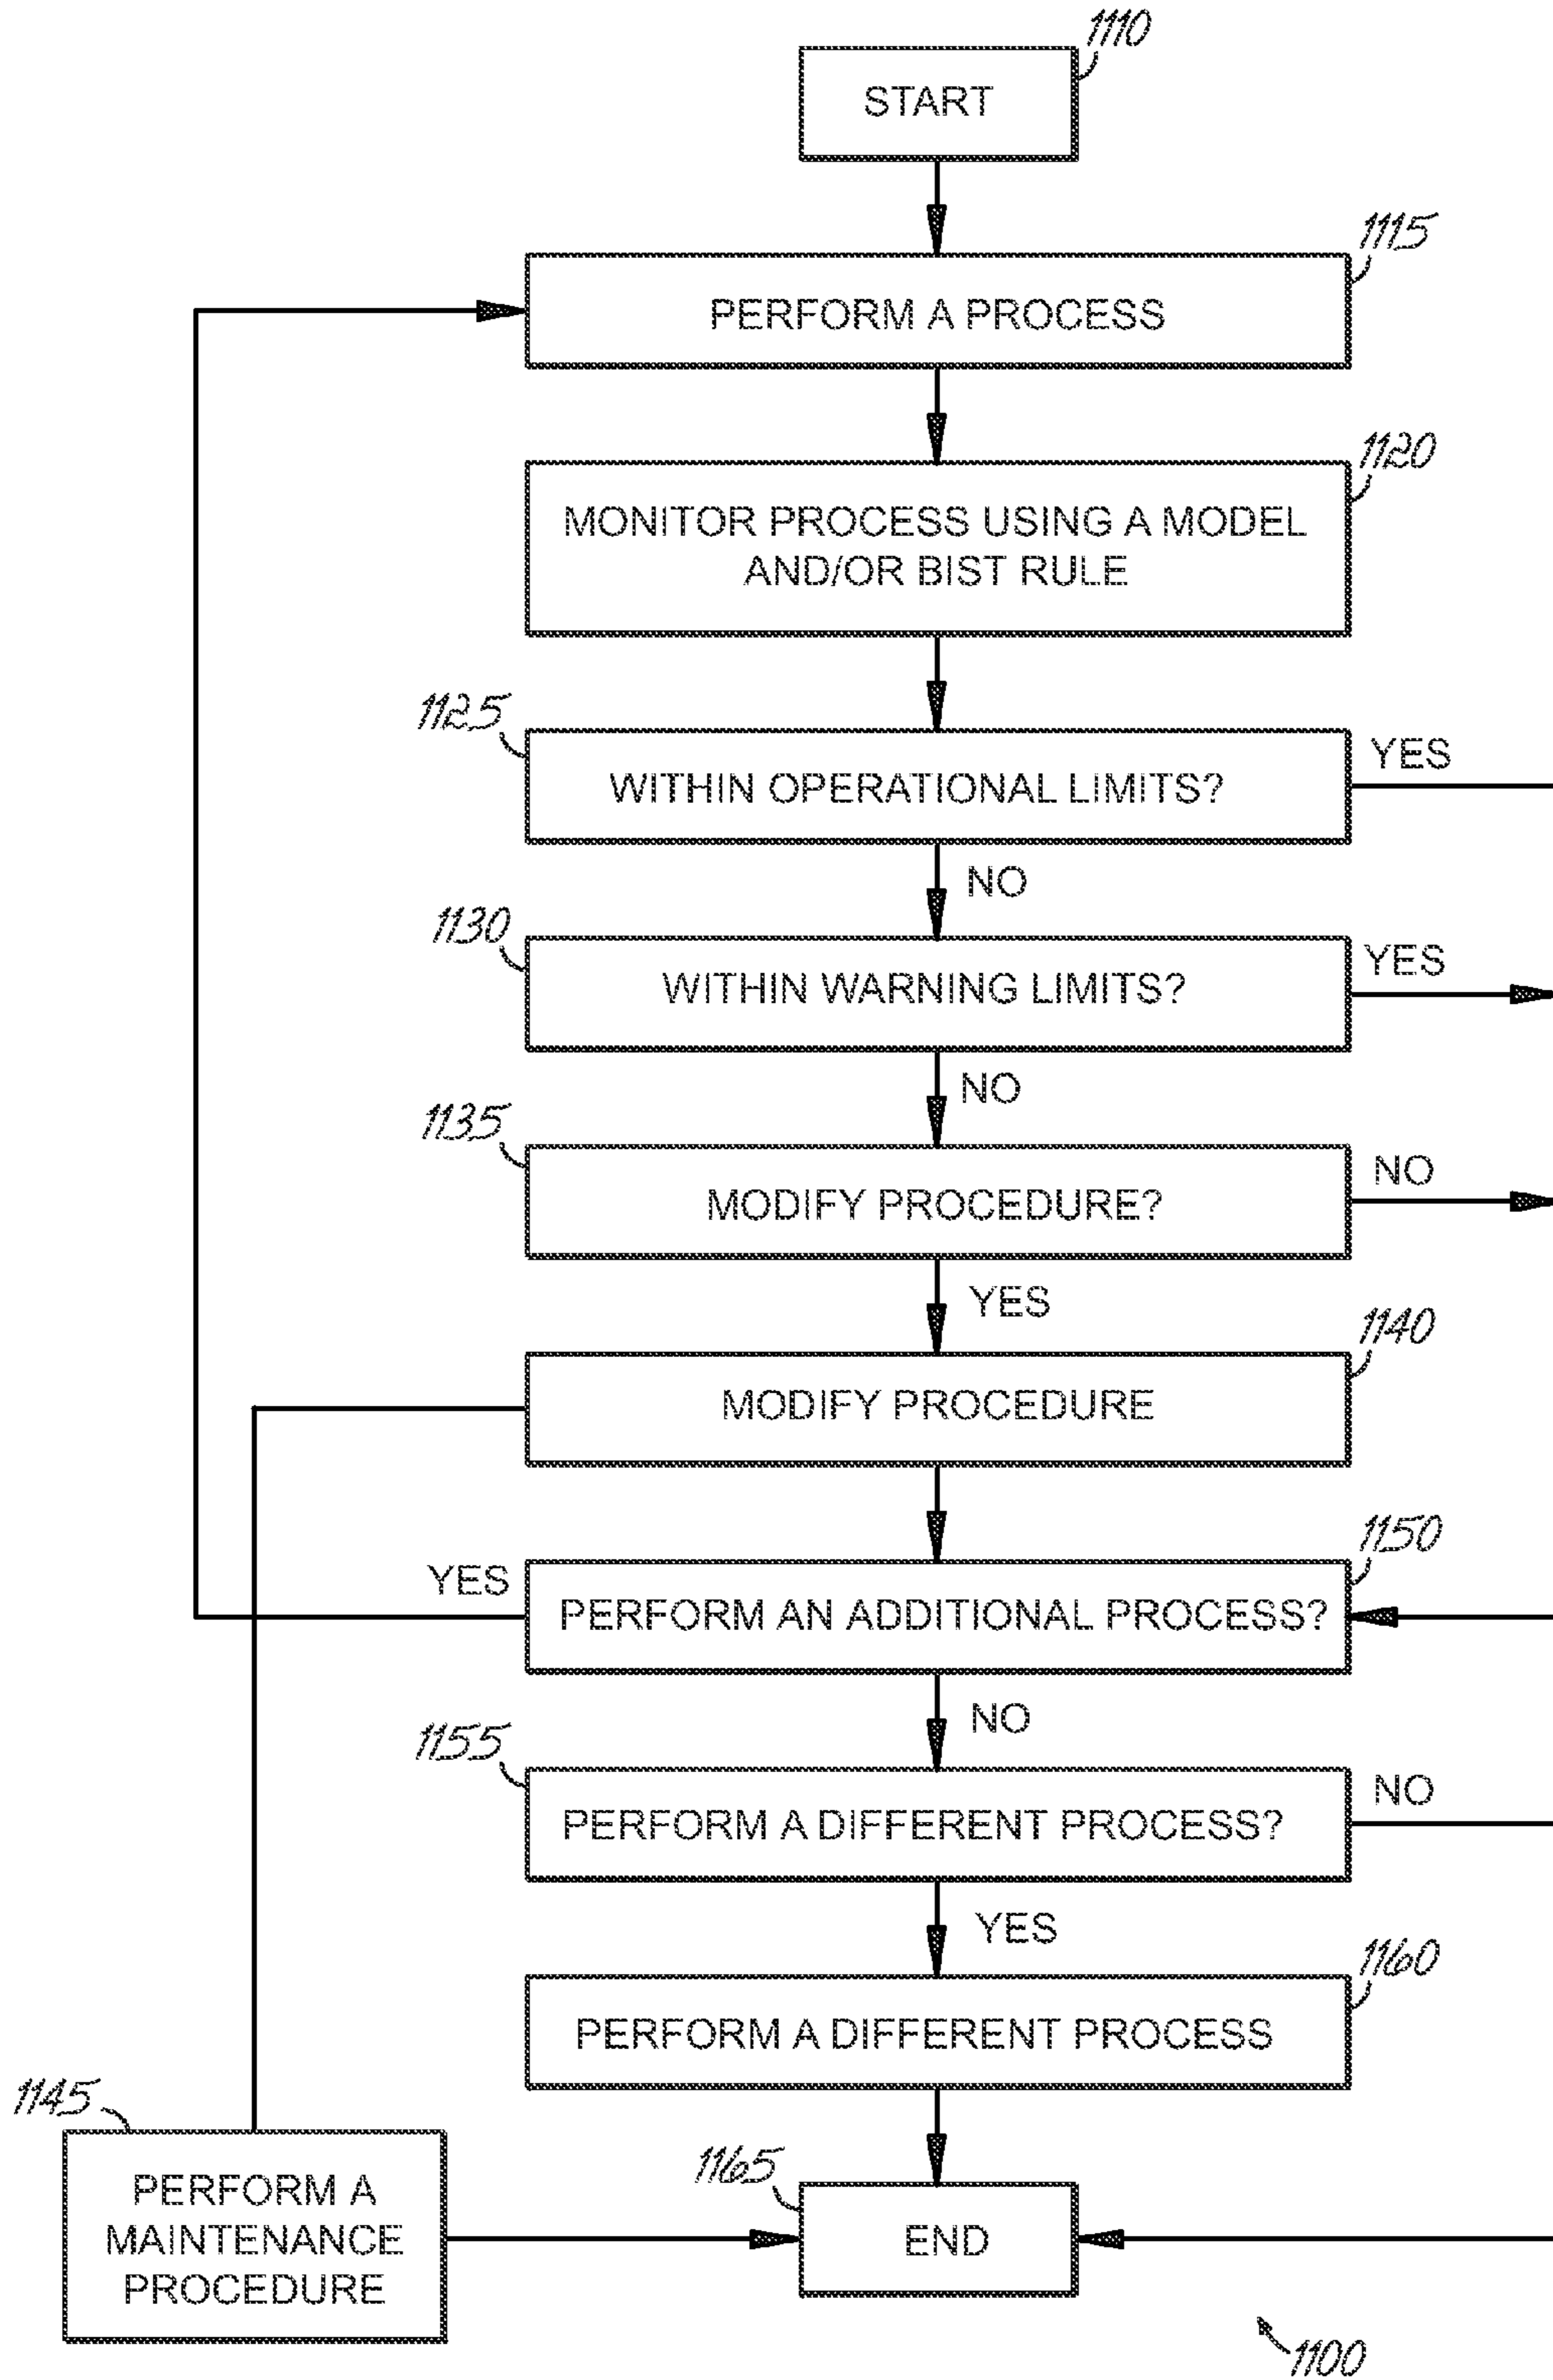 1110
START
1115
PERFORM A PROCESS
1120
MONITOR PROCESS USING A MODEL
AND/OR BIST RULE
1125
WITHIN OPERATIONAL LIMITS?
YES
NO
1130
WITHIN WARNING LIMITS?
YES
NO
1135
MODIFY PROCEDURE?
NO
YES
1140
MODIFY PROCEDURE
1150
YES
PERFORM AN ADDITIONAL PROCESS?
NO
1155
PERFORM A DIFFERENT PROCESS?
NO
YES
1160
PERFORM A DIFFERENT PROCESS
1145
PERFORM A
MAINTENANCE
PROCEDURE
1165
END
1100